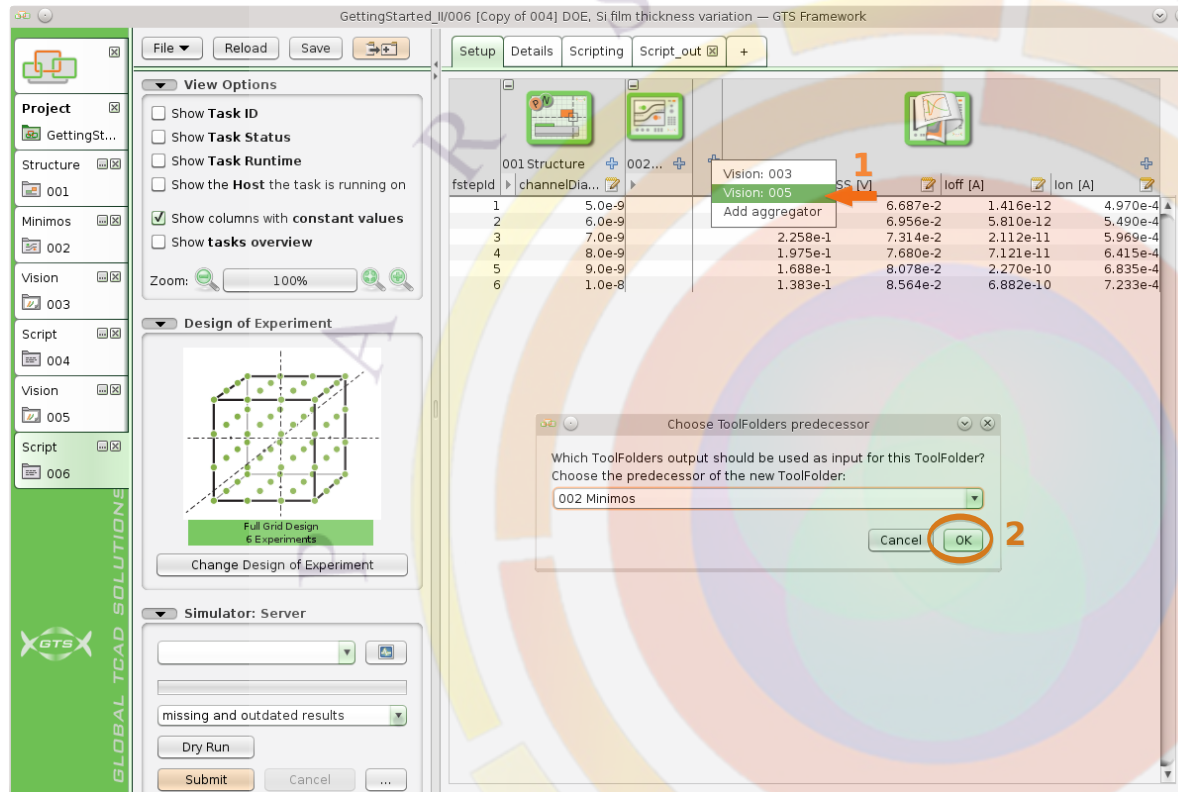 GettingStarted_II/006 [Copy of 004] DOE, Si film thickness variation — GTS Framework
Project
GettingSt...
Structure
001
Minimos
002
Vision
003
Script
004
Vision
005
Script
006
GLOBAL TCAD SOLUTIONS
GTS
File
Reload
Save
View Options
Show Task ID
Show Task Status
Show Task Runtime
Show the Host the task is running on
Show columns with constant values
Show tasks overview
Zoom:
100%
Design of Experiment
Full Grid Design
6 Experiments
Change Design of Experiment
Simulator: Server
missing and outdated results
Dry Run
Submit
Cancel
...
Setup
Details
Scripting
Script_out
+
P N
001 Structure
002...
fstepId
channelDia...
SS [V]
Ioff [A]
Ion [A]
Vision: 003
Vision: 005
Add aggregator
1
1 5.0e-9 6.687e-2 1.416e-12 4.970e-4
2 6.0e-9 6.956e-2 5.810e-12 5.490e-4
3 7.0e-9 2.258e-1 7.314e-2 2.112e-11 5.969e-4
4 8.0e-9 1.975e-1 7.680e-2 7.121e-11 6.415e-4
5 9.0e-9 1.688e-1 8.078e-2 2.270e-10 6.835e-4
6 1.0e-8 1.383e-1 8.564e-2 6.882e-10 7.233e-4
Choose ToolFolders predecessor
Which ToolFolders output should be used as input for this ToolFolder?
Choose the predecessor of the new ToolFolder:
002 Minimos
Cancel
OK
2